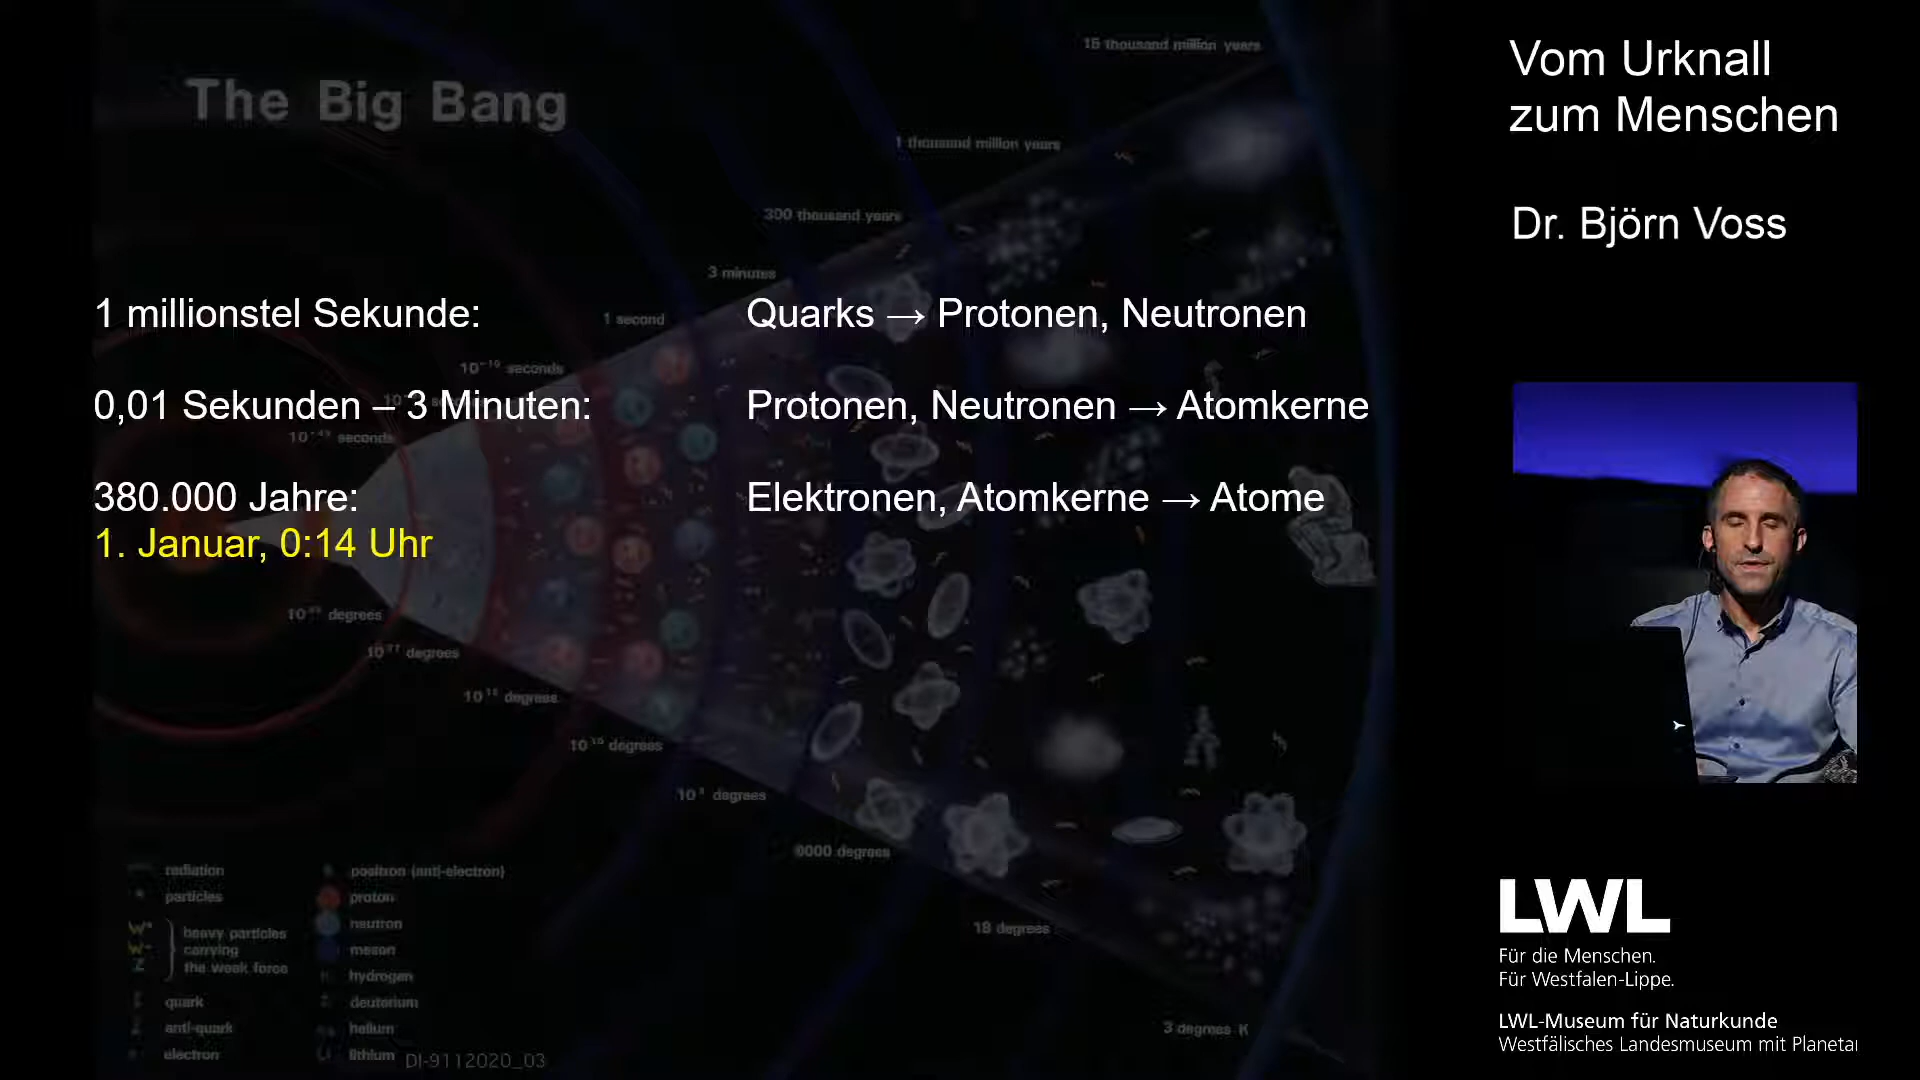 The Big Bang
15 thousand million years
1 thousand million years
300 thousand years
3 minutes
1 second
10⁻¹⁰ seconds
seconds
1 millionstel Sekunde:
Quarks → Protonen, Neutronen
0,01 Sekunden – 3 Minuten:
Protonen, Neutronen → Atomkerne
380.000 Jahre:
Elektronen, Atomkerne → Atome
1. Januar, 0:14 Uhr
degrees
degrees
degrees
degrees
degrees
degrees
18 degrees
3 degrees K
radiation
particles
heavy particles
carrying
the weak force
quark
anti-quark
electron
positron (anti-electron)
proton
neutron
meson
hydrogen
deuterium
helium
lithium
DI-9112020_03
Vom Urknall
zum Menschen
Dr. Björn Voss
LWL
Für die Menschen.
Für Westfalen-Lippe.
LWL-Museum für Naturkunde
Westfälisches Landesmuseum mit Planeta